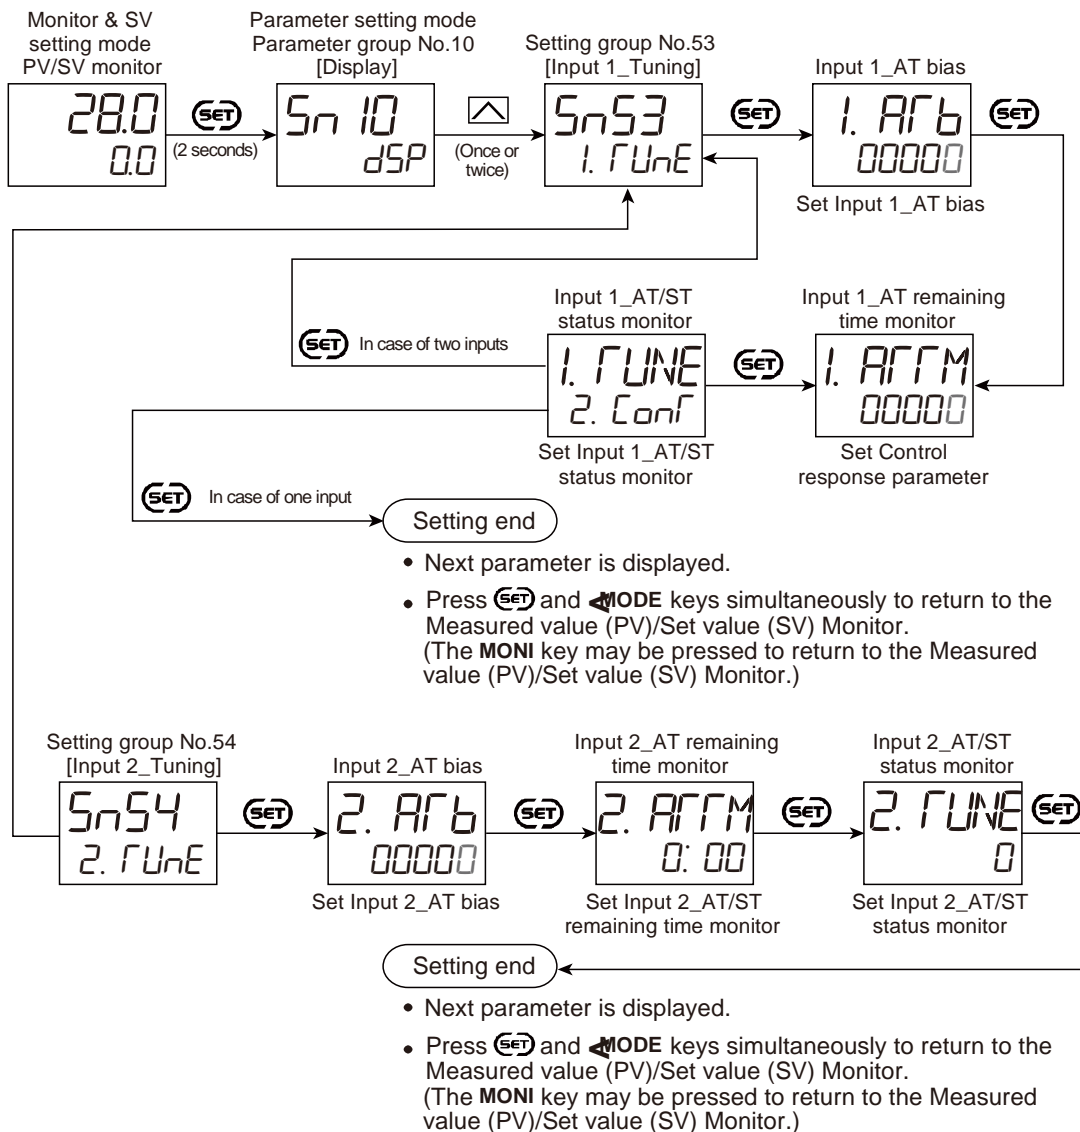 Monitor & SV
setting mode
PV/SV monitor
28.0
0.0
SET
(2 seconds)
Parameter setting mode
Parameter group No.10
[Display]
Sn 10
dSP
(Once or
twice)
Setting group No.53
[Input 1_Tuning]
Sn53
1. TUnE
SET
Input 1_AT bias
1. ATb
00000
Set Input 1_AT bias
SET
Input 1_AT/ST
status monitor
1. TUNE
2. ConT
Set Input 1_AT/ST
status monitor
SET
Input 1_AT remaining
time monitor
1. ATTM
00000
Set Control
response parameter
SET In case of two inputs
SET In case of one input
Setting end
• Next parameter is displayed.
• Press SET and <MODE keys simultaneously to return to the
Measured value (PV)/Set value (SV) Monitor.
(The MONI key may be pressed to return to the Measured
value (PV)/Set value (SV) Monitor.)
Setting group No.54
[Input 2_Tuning]
Sn54
2. TUnE
SET
Input 2_AT bias
2. ATb
00000
Set Input 2_AT bias
SET
Input 2_AT remaining
time monitor
2. ATTM
0: 00
Set Input 2_AT/ST
remaining time monitor
SET
Input 2_AT/ST
status monitor
2. TUNE
0
Set Input 2_AT/ST
status monitor
SET
Setting end
• Next parameter is displayed.
• Press SET and <MODE keys simultaneously to return to the
Measured value (PV)/Set value (SV) Monitor.
(The MONI key may be pressed to return to the Measured
value (PV)/Set value (SV) Monitor.)